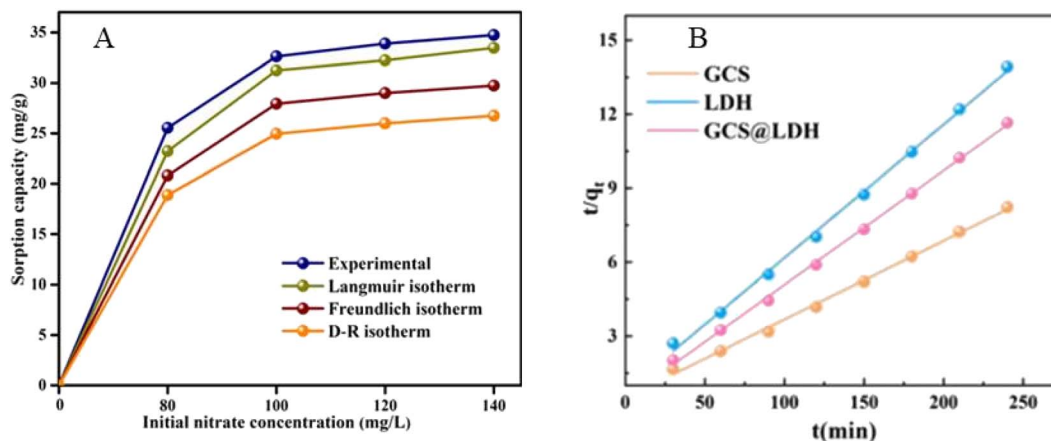 A
Sorption capacity (mg/g)
35
30
25
20
15
10
5
0
Experimental
Langmuir isotherm
Freundlich isotherm
D-R isotherm
0 80 100 120 140
Initial nitrate concentration (mg/L)
B
t/qt
15
12
9
6
3
GCS
LDH
GCS@LDH
0 50 100 150 200 250
t(min)